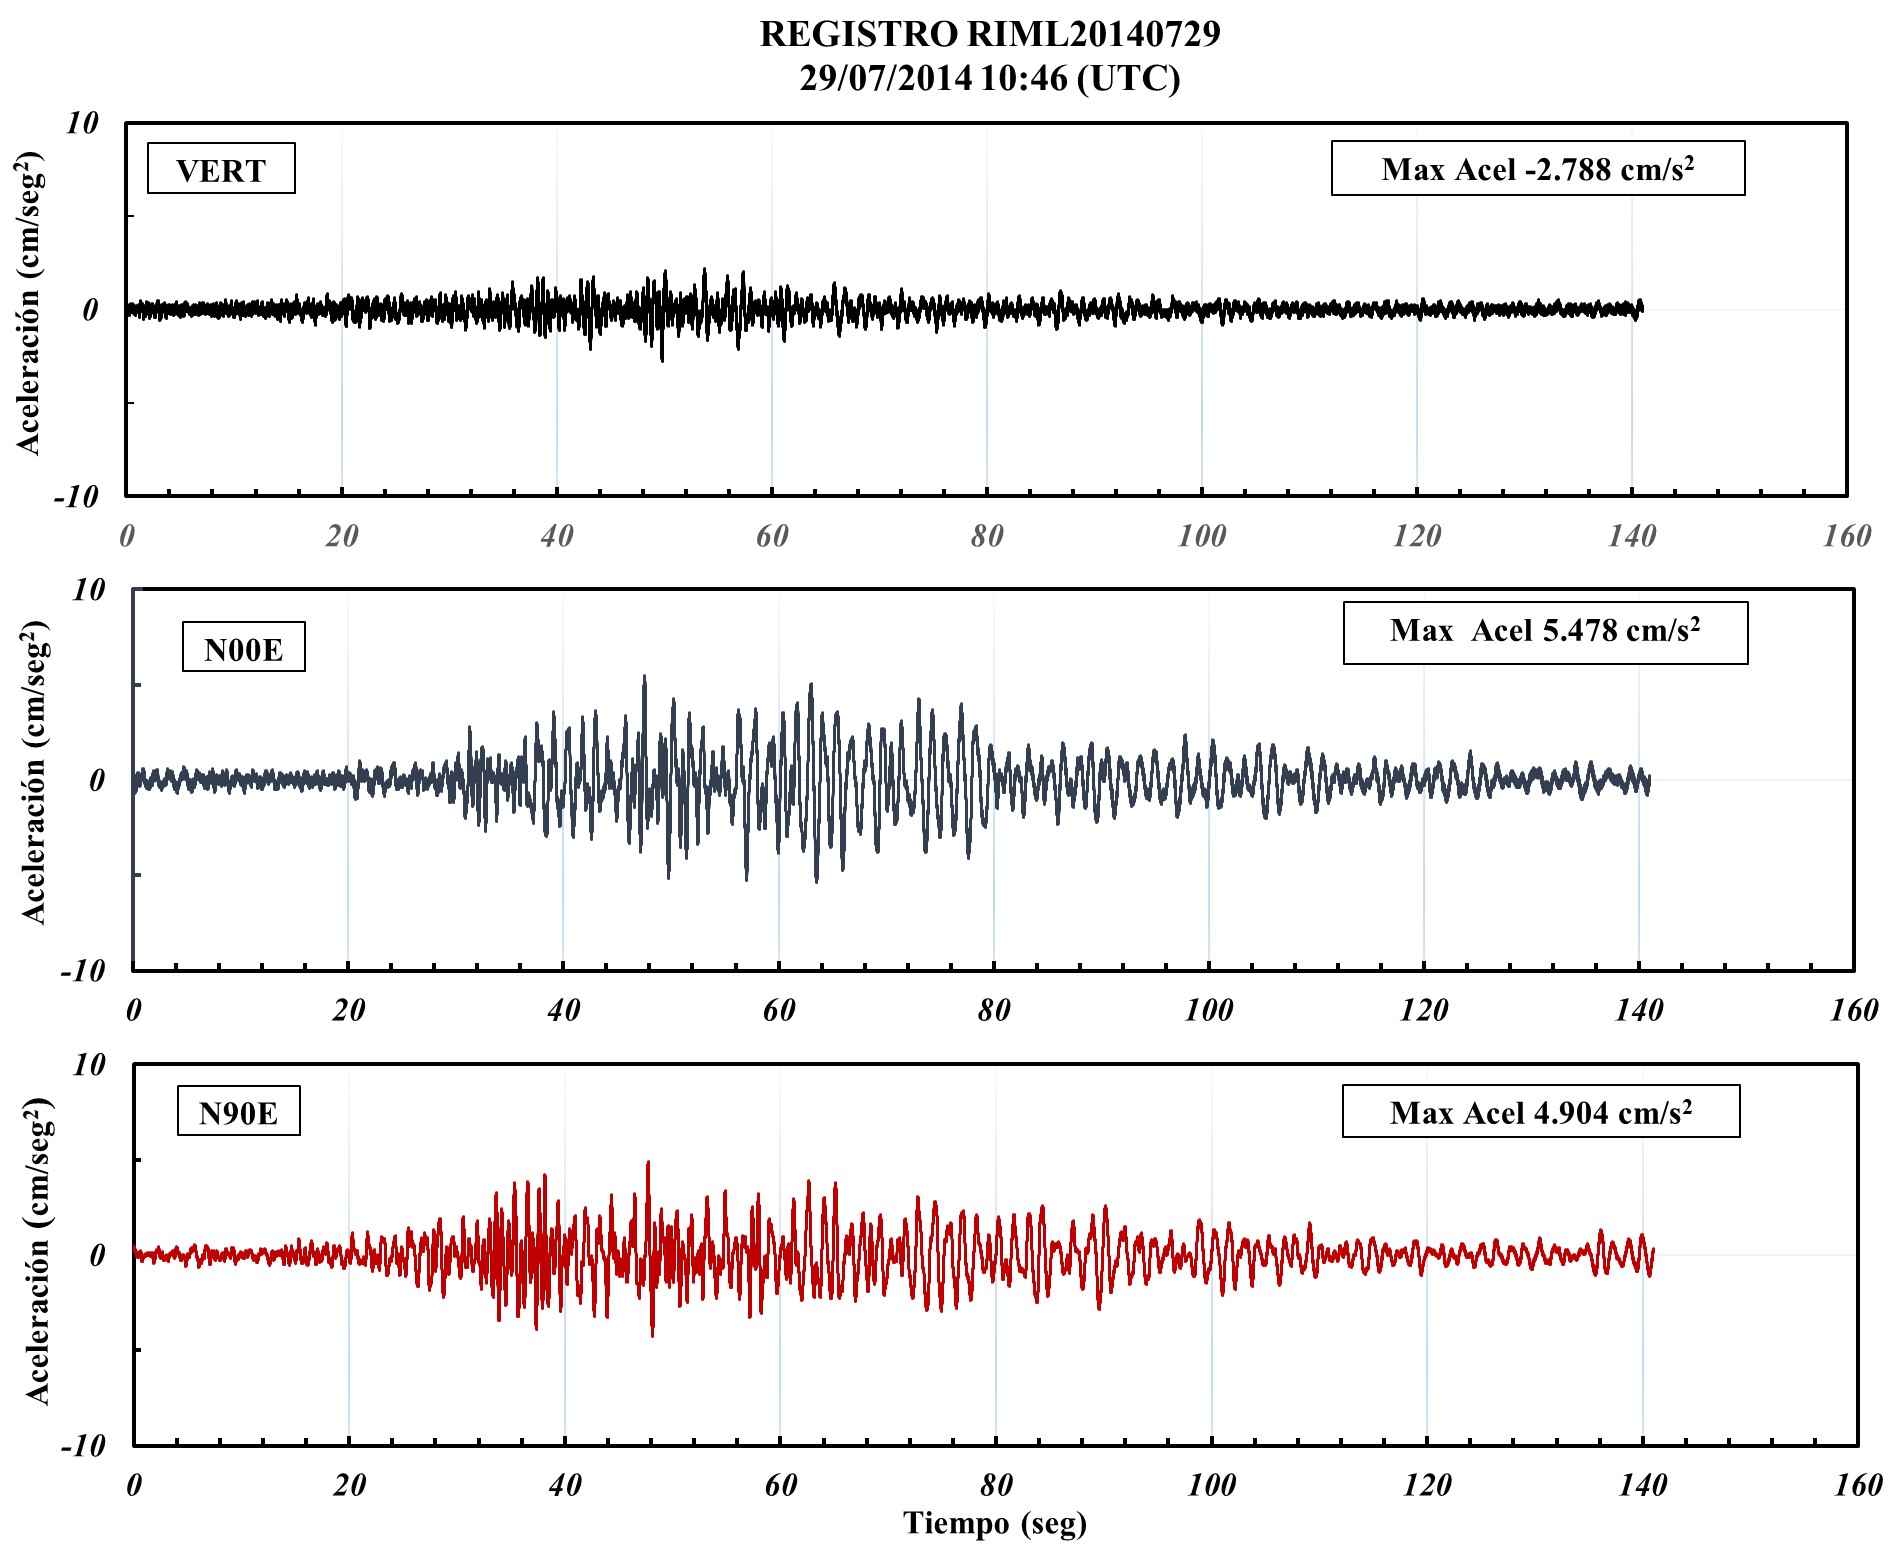 REGISTRO RIML20140729
29/07/2014 10:46 (UTC)
Aceleración (cm/seg²)
10
0
-10
VERT
Max Acel -2.788 cm/s²
0 20 40 60 80 100 120 140 160
Aceleración (cm/seg²)
10
0
-10
N00E
Max Acel 5.478 cm/s²
0 20 40 60 80 100 120 140 160
Aceleración (cm/seg²)
10
0
-10
N90E
Max Acel 4.904 cm/s²
0 20 40 60 80 100 120 140 160
Tiempo (seg)